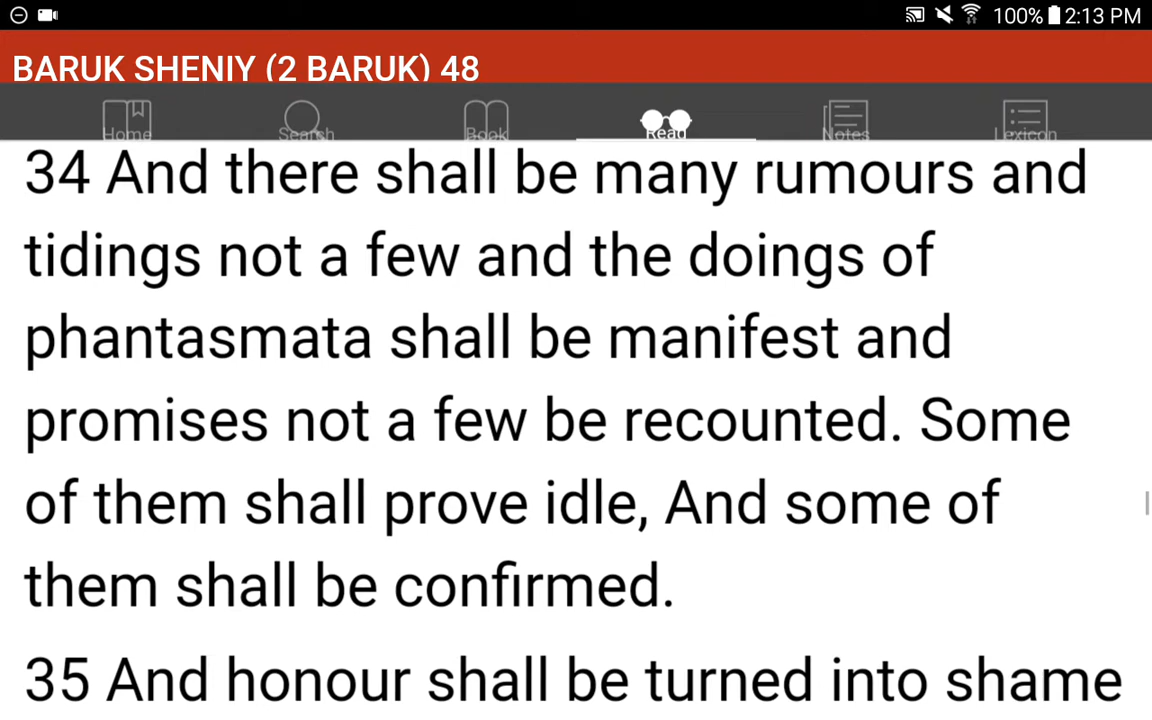 100% 2:13 PM
BARUK SHENIY (2 BARUK) 48
Home Search Book Read Notes Lexicon
34 And there shall be many rumours and
tidings not a few and the doings of
phantasmata shall be manifest and
promises not a few be recounted. Some
of them shall prove idle, And some of
them shall be confirmed.
35 And honour shall be turned into shame